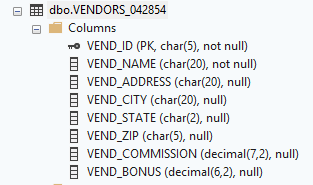 dbo.VENDORS_042854
Columns
VEND_ID (PK, char(5), not null)
VEND_NAME (char(20), not null)
VEND_ADDRESS (char(20), null)
VEND_CITY (char(20), null)
VEND_STATE (char(2), null)
VEND_ZIP (char(5), null)
VEND_COMMISSION (decimal(7,2), null)
VEND_BONUS (decimal(6,2), null)